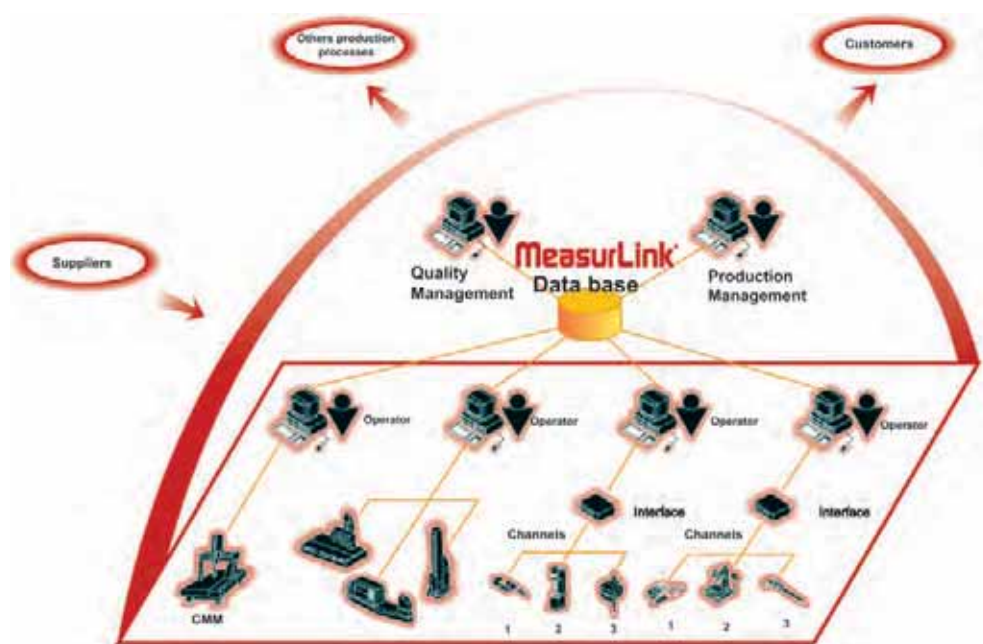 Others production
processes
Customers
Suppliers
MeasurLink®
Data base
Quality
Management
Production
Management
Operator
Operator
Operator
Operator
Interface
Interface
Channels
Channels
CMM
1
2
3
1
2
3